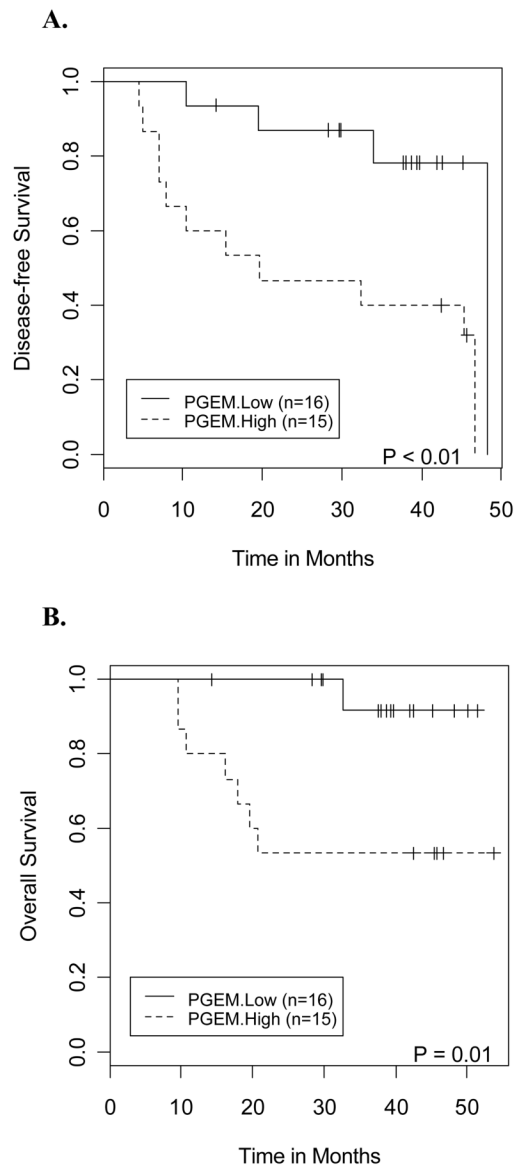 A.
Disease-free Survival
1.0
0.8
0.6
0.4
0.2
0.0
PGEM.Low (n=16)
PGEM.High (n=15)
P < 0.01
0 10 20 30 40 50
Time in Months
B.
Overall Survival
1.0
0.8
0.6
0.4
0.2
0.0
PGEM.Low (n=16)
PGEM.High (n=15)
P = 0.01
0 10 20 30 40 50
Time in Months